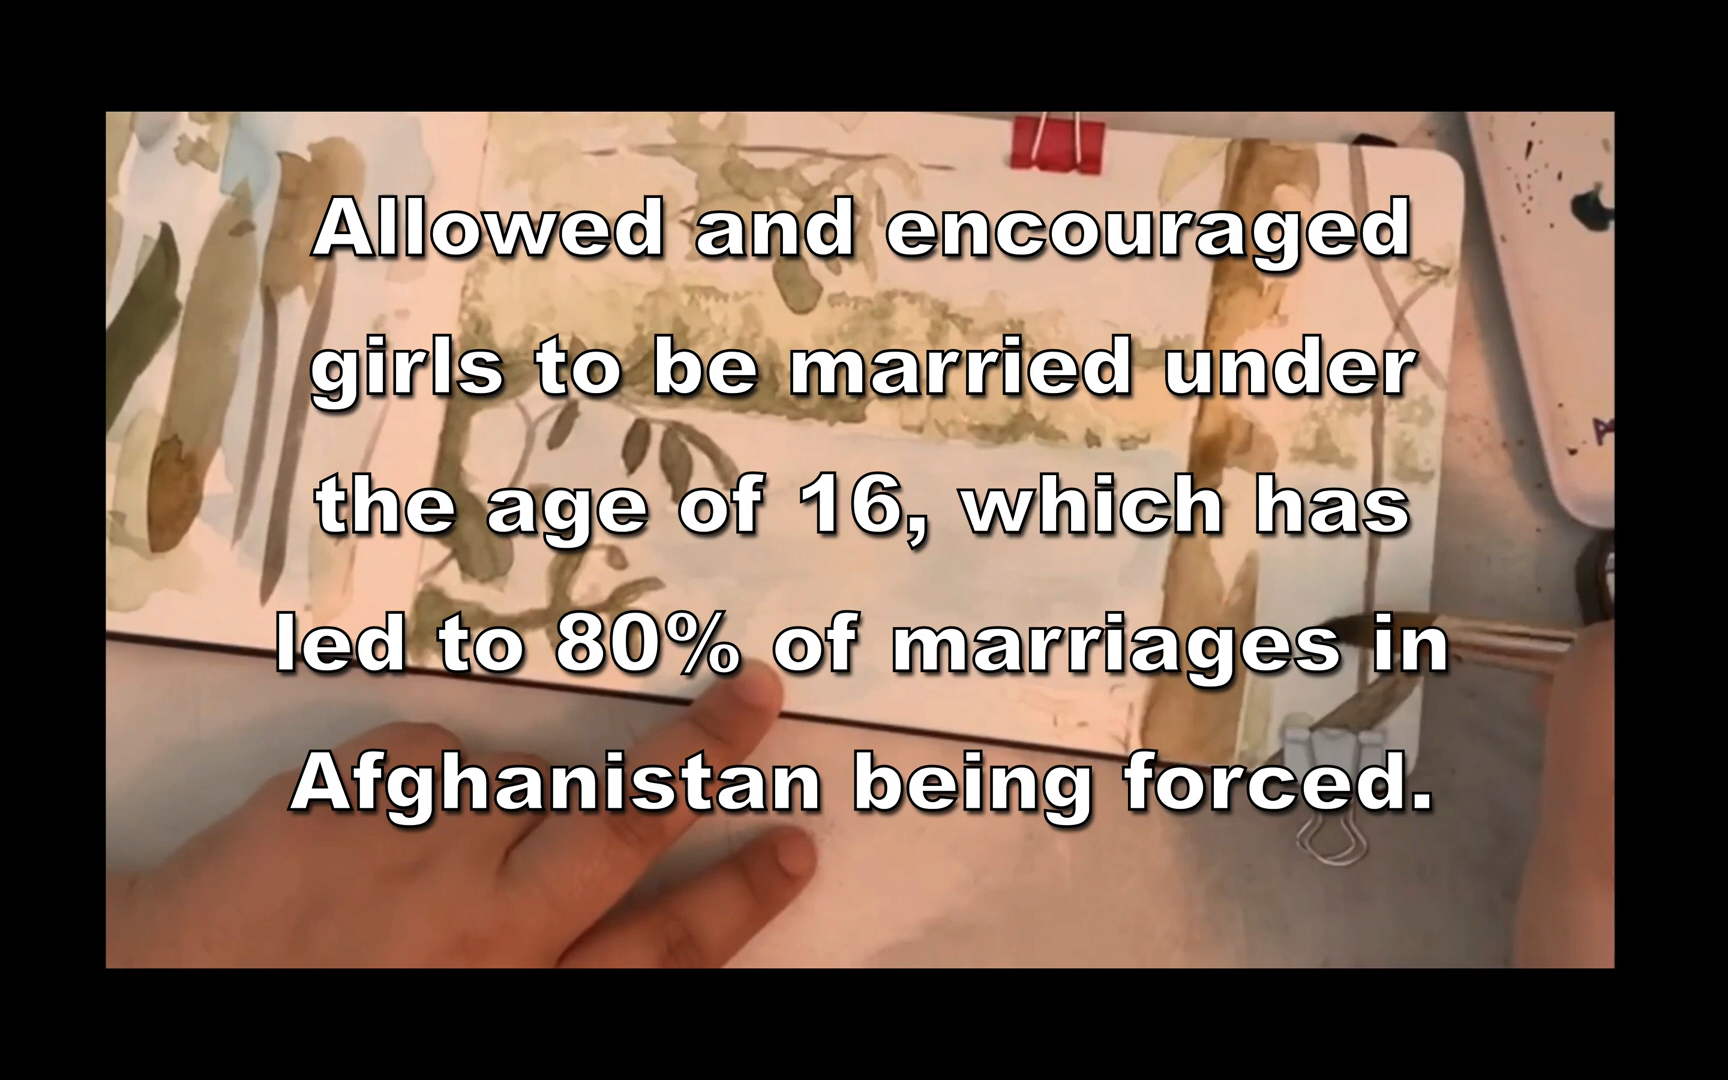 Allowed and encouraged
girls to be married under
the age of 16, which has
led to 80% of marriages in
Afghanistan being forced.